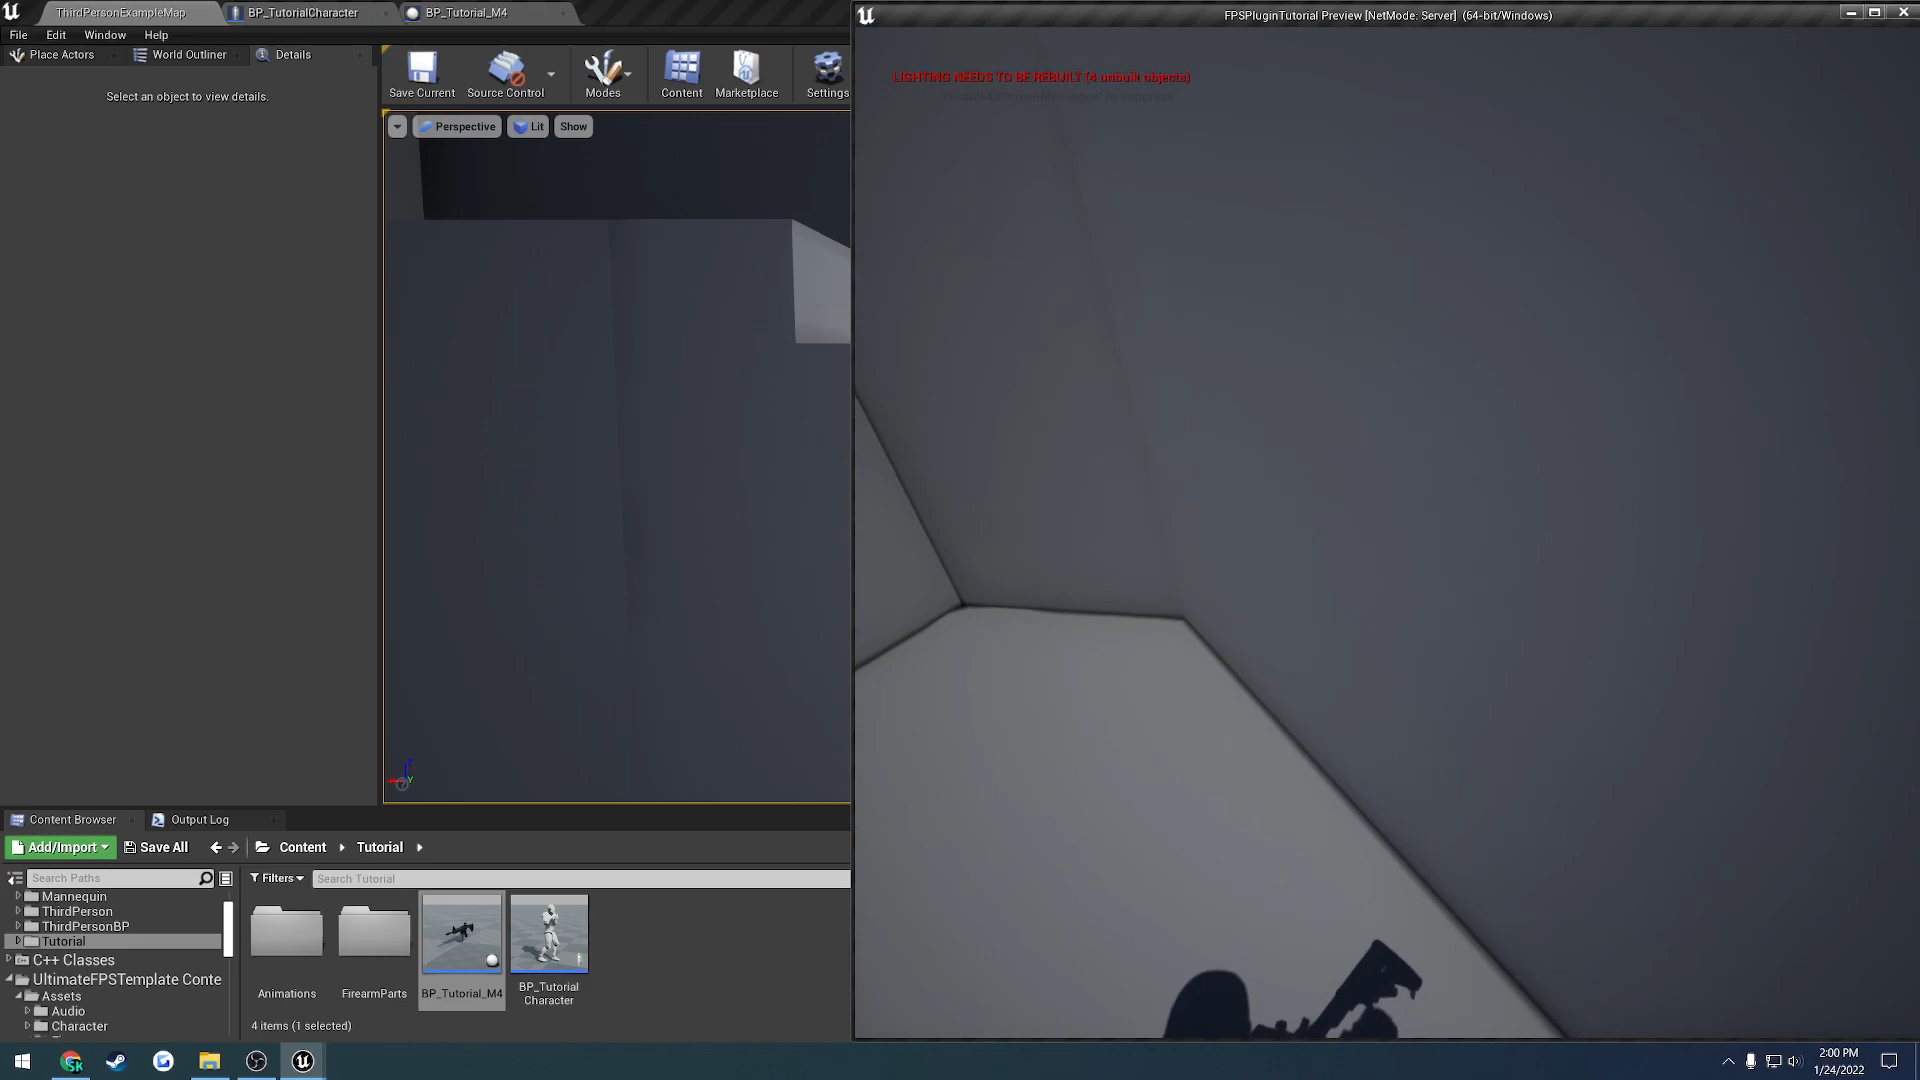 ThirdPersonExampleMap
BP_TutorialCharacter
BP_Tutorial_M4
FPSPluginTutorial Preview [NetMode: Server] (64-bit/Windows)
File Edit Window Help
Place Actors
World Outliner
Details
Select an object to view details.
Save Current
Source Control
Modes
Content
Marketplace
Settings
Perspective
Lit
Show
LIGHTING NEEDS TO BE REBUILT (4 unbuilt objects)
'DisableAllScreenMessages' to suppress
Content Browser
Output Log
Add/Import
Save All
Content
Tutorial
Search Paths
Filters
Search Tutorial
Mannequin
ThirdPerson
ThirdPersonBP
Tutorial
C++ Classes
UltimateFPSTemplate Conte
Assets
Audio
Character
Animations
FirearmParts
BP_Tutorial_M4
BP_Tutorial
Character
4 items (1 selected)
2:00 PM
1/24/2022